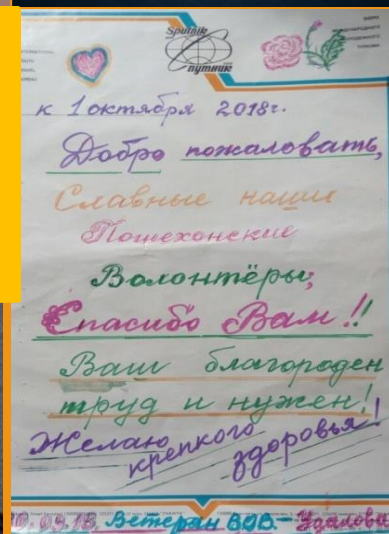 Sputnik
Спутник
к 1 октября 2018г.
Добро пожаловать,
Славные наши
Пошехонские
Волонтёры;
Спасибо Вам!!
Ваш благороден
труд и нужен!
Желаю
крепкого
здоровья!
10.09.18. Ветеран ВОВ.- Удалова